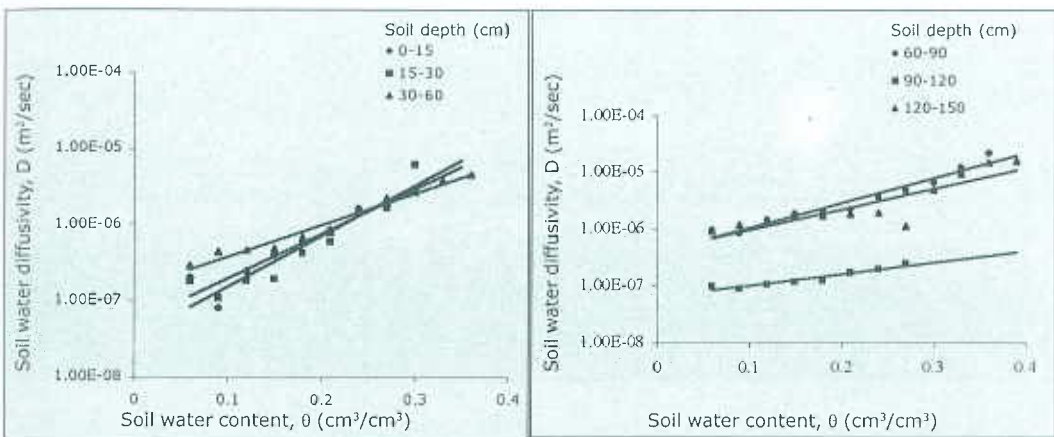 Soil depth (cm)
0-15
15-30
30-60
1.00E-04
1.00E-05
1.00E-06
1.00E-07
1.00E-08
Soil water diffusivity, D (m²/sec)
0 0.1 0.2 0.3 0.4
Soil water content, θ (cm³/cm³)
Soil depth (cm)
60-90
90-120
120-150
1.00E-04
1.00E-05
1.00E-06
1.00E-07
1.00E-08
Soil water diffusivity, D (m²/sec)
0 0.1 0.2 0.3 0.4
Soil water content, θ (cm³/cm³)